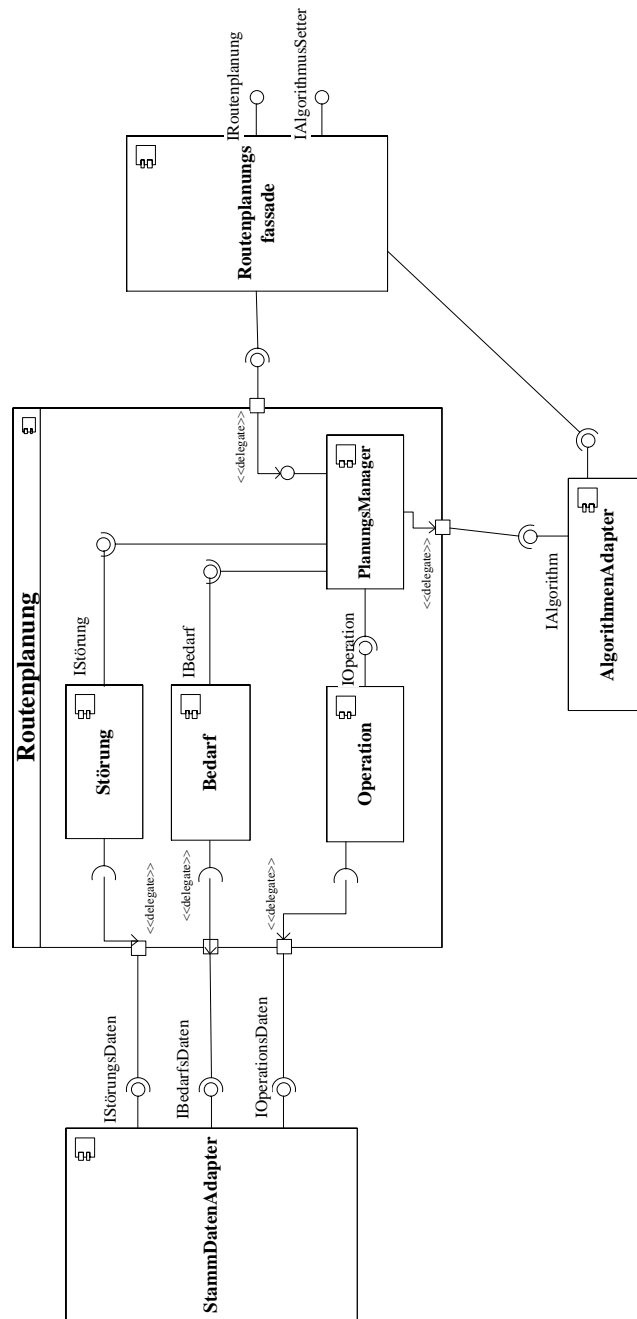 StammDatenAdapter
IStörungsDaten
IBedarfsDaten
IOperationsDaten
Routenplanung
<<delegate>>
<<delegate>>
<<delegate>>
Störung
Bedarf
Operation
IStörung
IBedarf
IOperation
PlanungsManager
<<delegate>>
<<delegate>>
IAlgorithm
AlgorithmenAdapter
Routenplanungs
fassade
IRoutenplanung
IAlgorithmusSetter